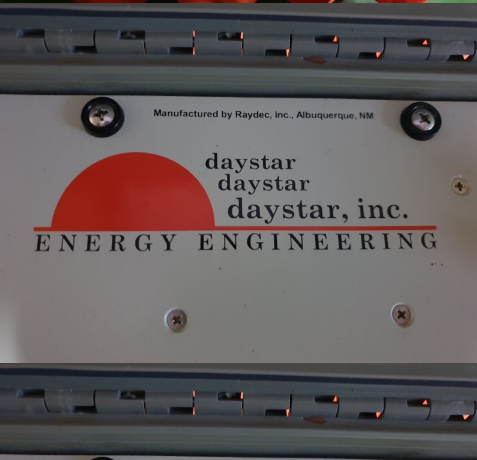 Manufactured by Raydec, Inc., Albuquerque, NM
daystar
daystar
daystar, inc.
ENERGY ENGINEERING